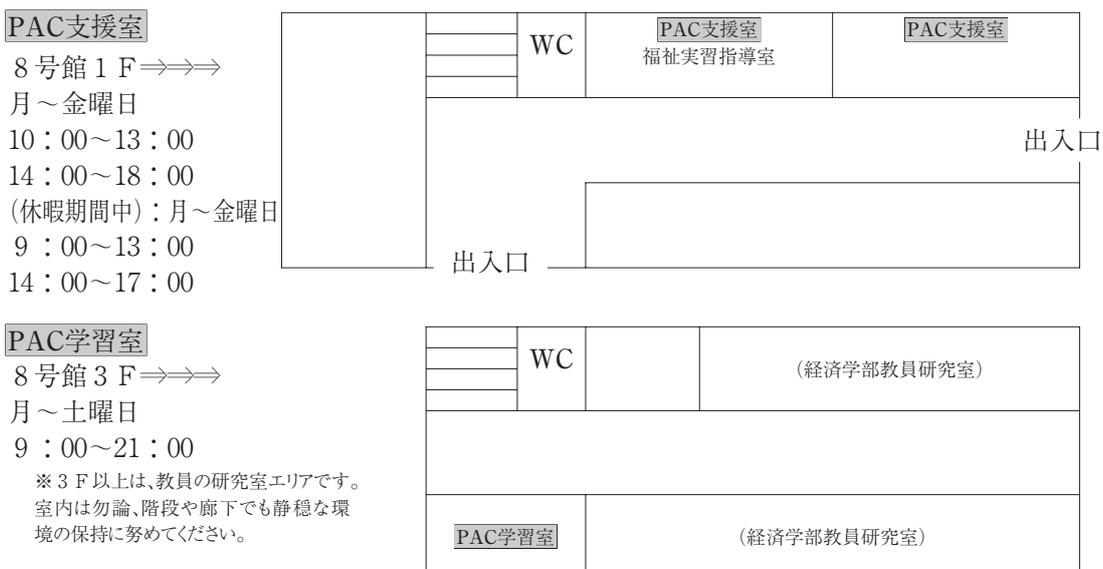 PAC支援室
8号館1F⇒⇒⇒
月～金曜日
10：00～13：00
14：00～18：00
(休暇期間中)：月～金曜日
9：00～13：00
14：00～17：00
WC
PAC支援室
福祉実習指導室
PAC支援室
出入口
出入口
PAC学習室
8号館3F⇒⇒⇒
月～土曜日
9：00～21：00
※3F以上は、教員の研究室エリアです。
室内は勿論、階段や廊下でも静穏な環
境の保持に努めてください。
WC
(経済学部教員研究室)
PAC学習室
(経済学部教員研究室)